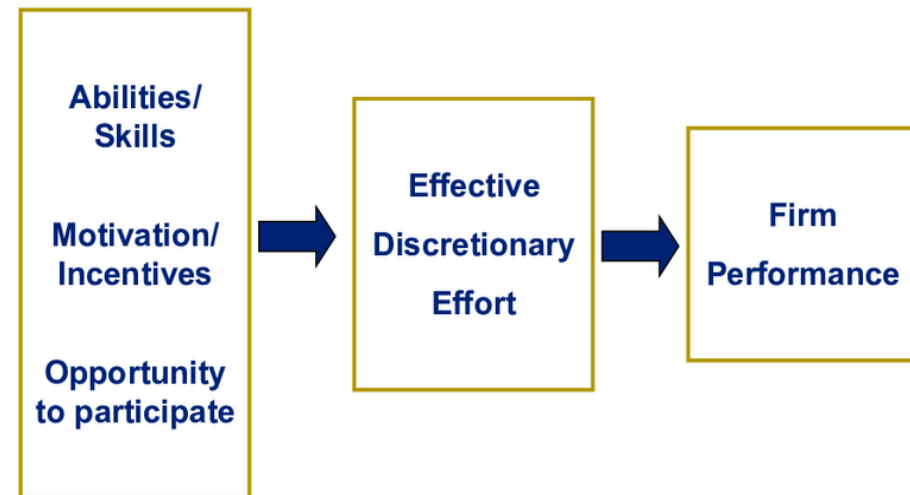 Abilities/
Skills
Motivation/
Incentives
Opportunity
to participate
Effective
Discretionary
Effort
Firm
Performance